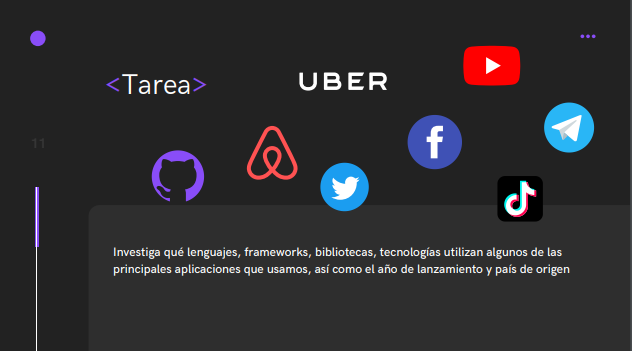 <Tarea>
UBER
11
Investiga qué lenguajes, frameworks, bibliotecas, tecnologías utilizan algunos de las
principales aplicaciones que usamos, así como el año de lanzamiento y país de origen